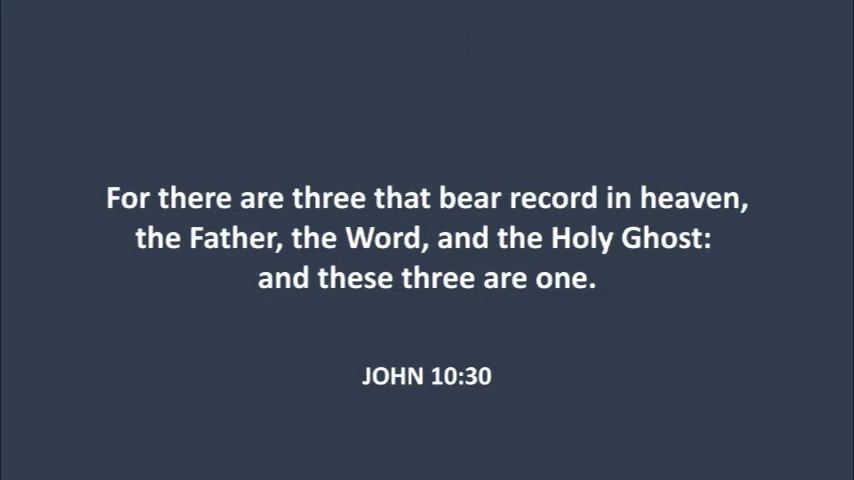 For there are three that bear record in heaven,
the Father, the Word, and the Holy Ghost:
and these three are one.
JOHN 10:30